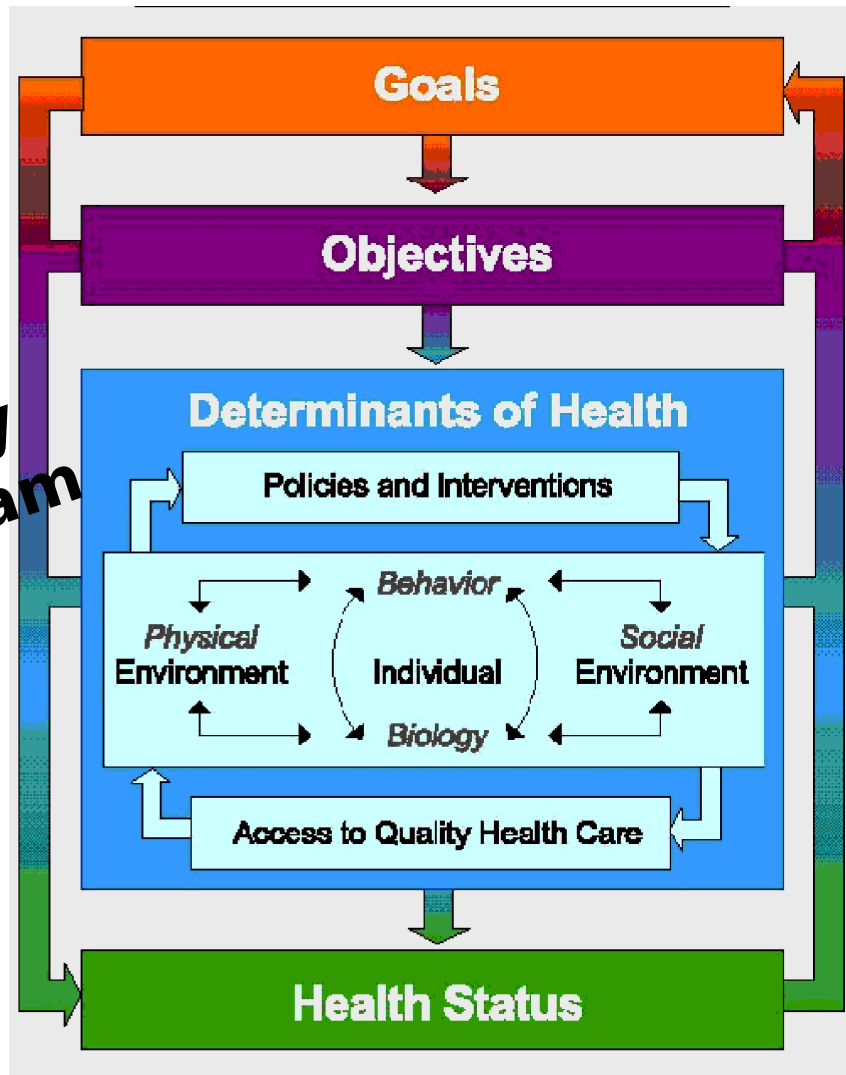 Goals
Objectives
y
am
Determinants of Health
Policies and Interventions
Behavior
Physical
Environment
Individual
Social
Environment
Biology
Access to Quality Health Care
Health Status